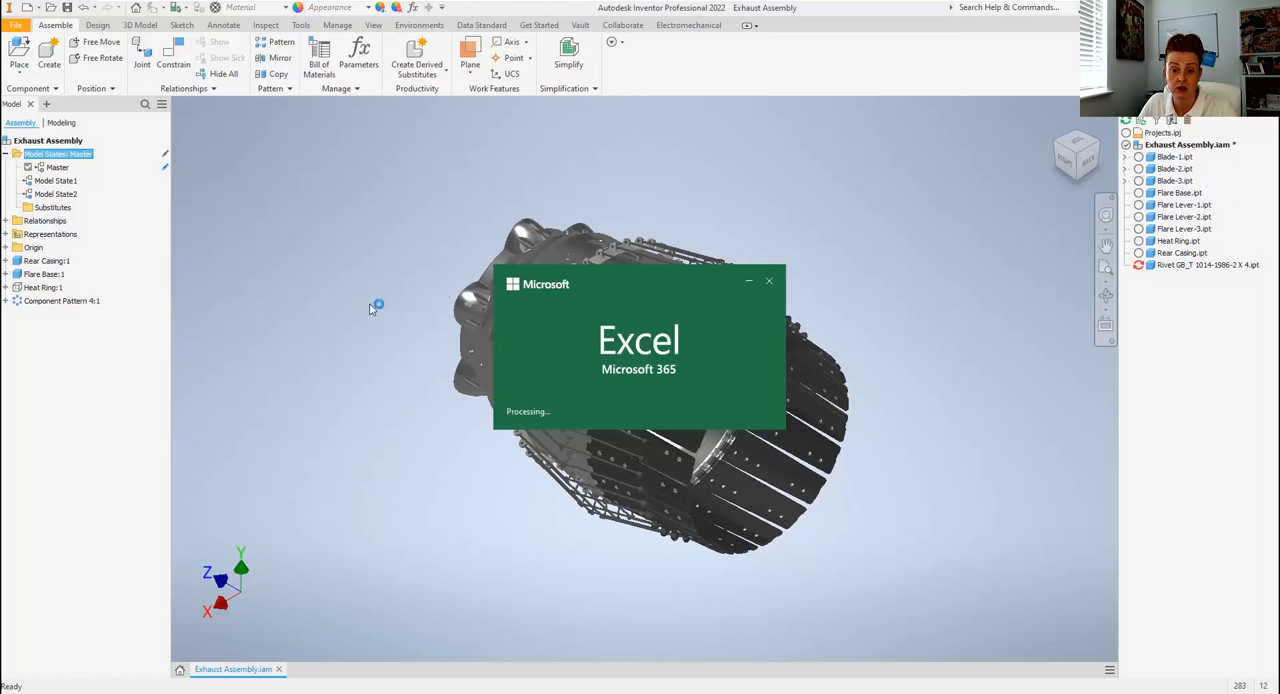 Material
Appearance
Autodesk Inventor Professional 2022 Exhaust Assembly
Search Help & Commands...
File
Assemble
Design
3D Model
Sketch
Annotate
Inspect
Tools
Manage
View
Environments
Data Standard
Get Started
Vault
Collaborate
Electromechanical
Place
Create
Free Move
Free Rotate
Joint
Constrain
Show
Show Sick
Hide All
Bill of
Materials
Parameters
Pattern
Mirror
Copy
Create Derived
Substitutes
Plane
Axis
Point
UCS
Simplify
Component
Position
Relationships
Pattern
Manage
Productivity
Work Features
Simplification
Model
Assembly
Modeling
Exhaust Assembly
Model States: Master
Master
Model State1
Model State2
Substitutes
Relationships
Representations
Origin
Rear Casing:1
Flare Base:1
Heat Ring:1
Component Pattern 4:1
Microsoft
Excel
Microsoft 365
Processing...
TOP
RIGHT
BACK
Projects.ipj
Exhaust Assembly.iam *
Blade-1.ipt
Blade-2.ipt
Blade-3.ipt
Flare Base.ipt
Flare Lever-1.ipt
Flare Lever-2.ipt
Flare Lever-3.ipt
Heat Ring.ipt
Rear Casing.ipt
Rivet GB_T 1014-1986-2 X 4.ipt
Y
Z
X
Exhaust Assembly.iam
Ready
283
12